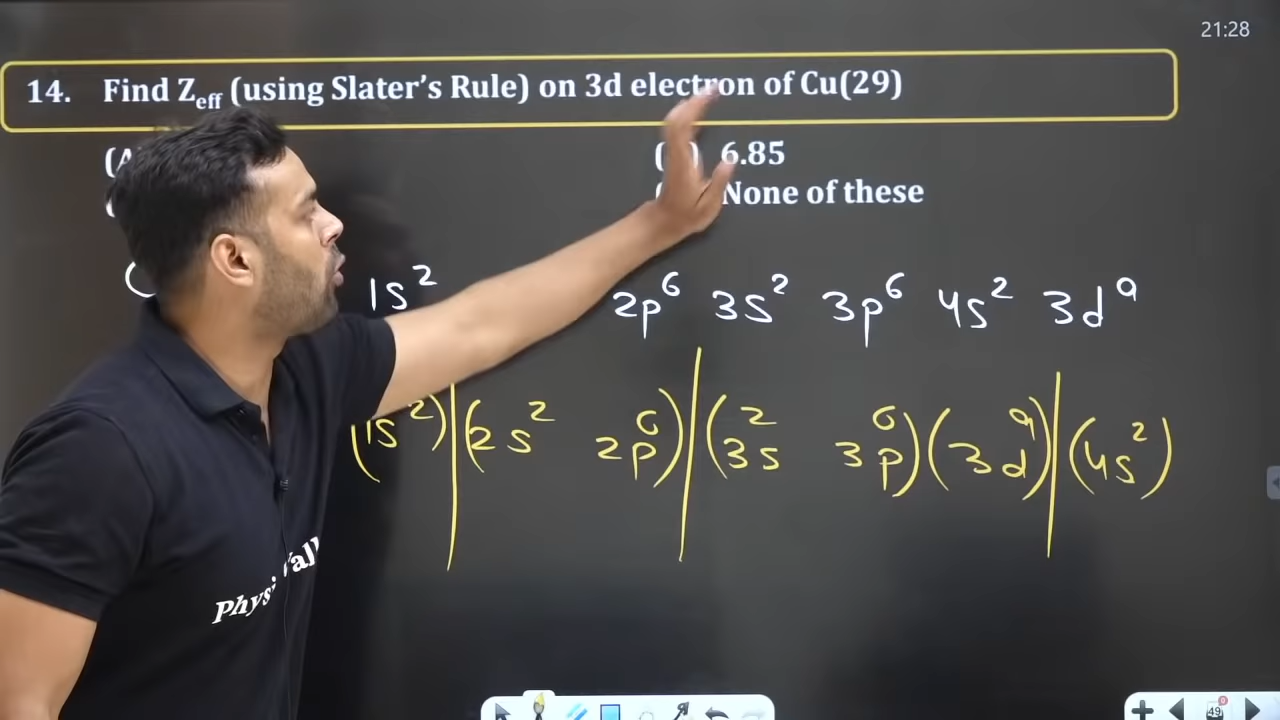 21:28
14. Find Zeff (using Slater's Rule) on 3d electron of Cu(29)
(A 6.85
None of these
1s² 2p⁶ 3s² 3p⁶ 4s² 3d⁹
(1s²) (2s² 2p⁶) (3s² 3p⁶) (3d⁹) (4s²)
49